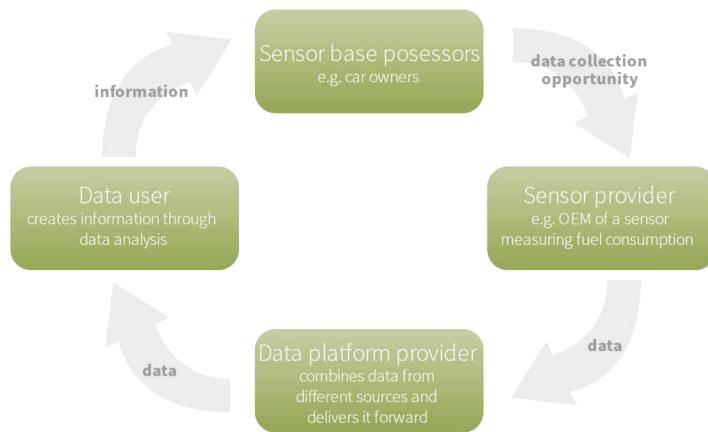 Sensor base posessors
e.g. car owners
data collection
opportunity
Sensor provider
e.g. OEM of a sensor
measuring fuel consumption
data
Data platform provider
combines data from
different sources and
delivers it forward
data
Data user
creates information through
data analysis
information